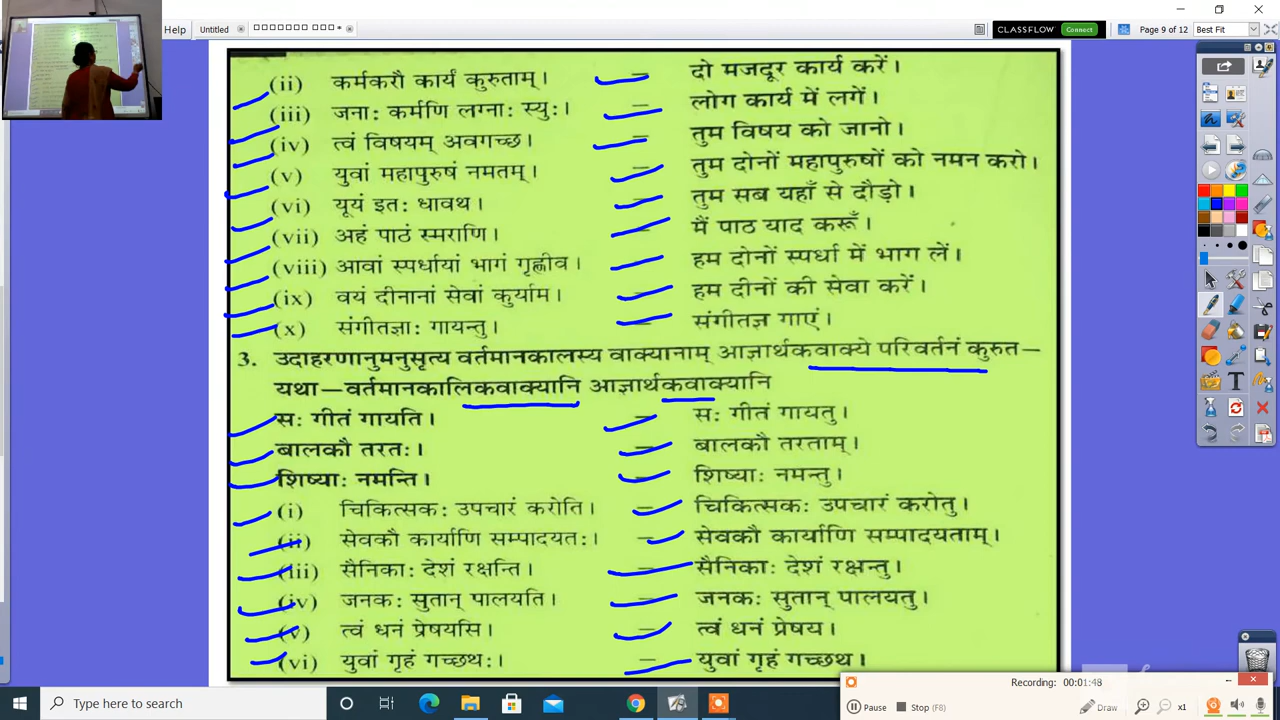 Help Untitled □□□□□□ □□□* CLASSFLOW Connect Page 9 of 12 Best Fit
(ii) कर्मकरौ कार्यं कुरुताम्। – दो मजदूर कार्य करें।
(iii) जनाः कर्मणि लग्नाः स्युः। – लोग कार्य में लगें।
(iv) त्वं विषयम् अवगच्छ। – तुम विषय को जानो।
(v) युवां महापुरुषं नमतम्। – तुम दोनों महापुरुषों को नमन करो।
(vi) यूयं इतः धावथ। – तुम सब यहाँ से दौड़ो।
(vii) अहं पाठं स्मराणि। – मैं पाठ याद करूँ।
(viii) आवां स्पर्धायां भागं गृह्णीव। – हम दोनों स्पर्धा में भाग लें।
(ix) वयं दीनानां सेवां कुर्याम। – हम दीनों की सेवा करें।
(x) संगीतज्ञाः गायन्तु। – संगीतज्ञ गाएं।
3. उदाहरणानुमनुसृत्य वर्तमानकालस्य वाक्यानाम् आज्ञार्थकवाक्ये परिवर्तनं कुरुत–
यथा–वर्तमानकालिकवाक्यानि आज्ञार्थकवाक्यानि
सः गीतं गायति। – सः गीतं गायतु।
बालकौ तरतः। – बालकौ तरताम्।
शिष्याः नमन्ति। – शिष्याः नमन्तु।
(i) चिकित्सकः उपचारं करोति। – चिकित्सकः उपचारं करोतु।
(ii) सेवकौ कार्याणि सम्पादयतः। – सेवकौ कार्याणि सम्पादयताम्।
(iii) सैनिकाः देशं रक्षन्ति। – सैनिकाः देशं रक्षन्तु।
(iv) जनकः सुतान् पालयति। – जनकः सुतान् पालयतु।
(v) त्वं धनं प्रेषयसि। – त्वं धनं प्रेषय।
(vi) युवां गृहं गच्छथः। – युवां गृहं गच्छथ।
Recording: 00:01:48
Pause Stop (F8) Draw x1
Type here to search